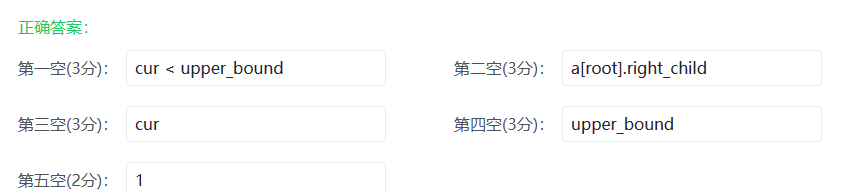 正确答案：
第一空(3分)： cur < upper_bound 第二空(3分)： a[root].right_child
第三空(3分)： cur 第四空(3分)： upper_bound
第五空(2分)： 1